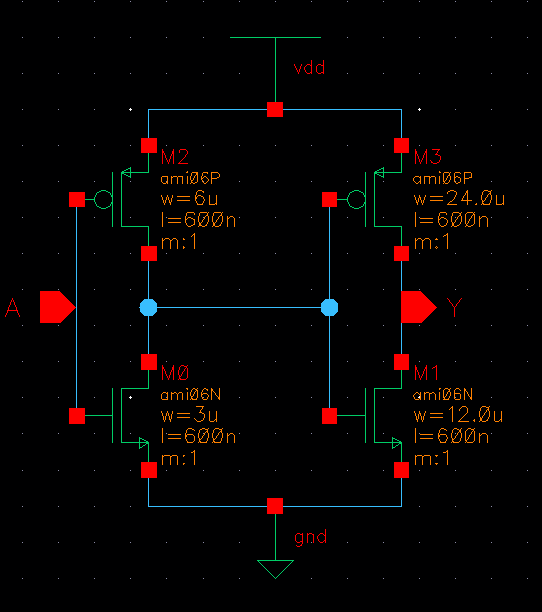 vdd
M2
ami06P
w=6u
l=600n
m:1
M3
ami06P
w=24.0u
l=600n
m:1
A
Y
M0
ami06N
w=3u
l=600n
m:1
M1
ami06N
w=12.0u
l=600n
m:1
gnd